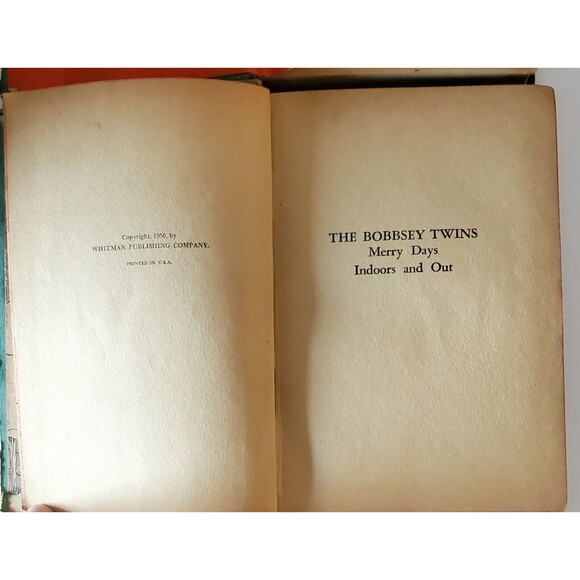 Copyright, 1950, by
WHITMAN PUBLISHING COMPANY.
PRINTED IN U.S.A.
THE BOBBSEY TWINS
Merry Days
Indoors and Out